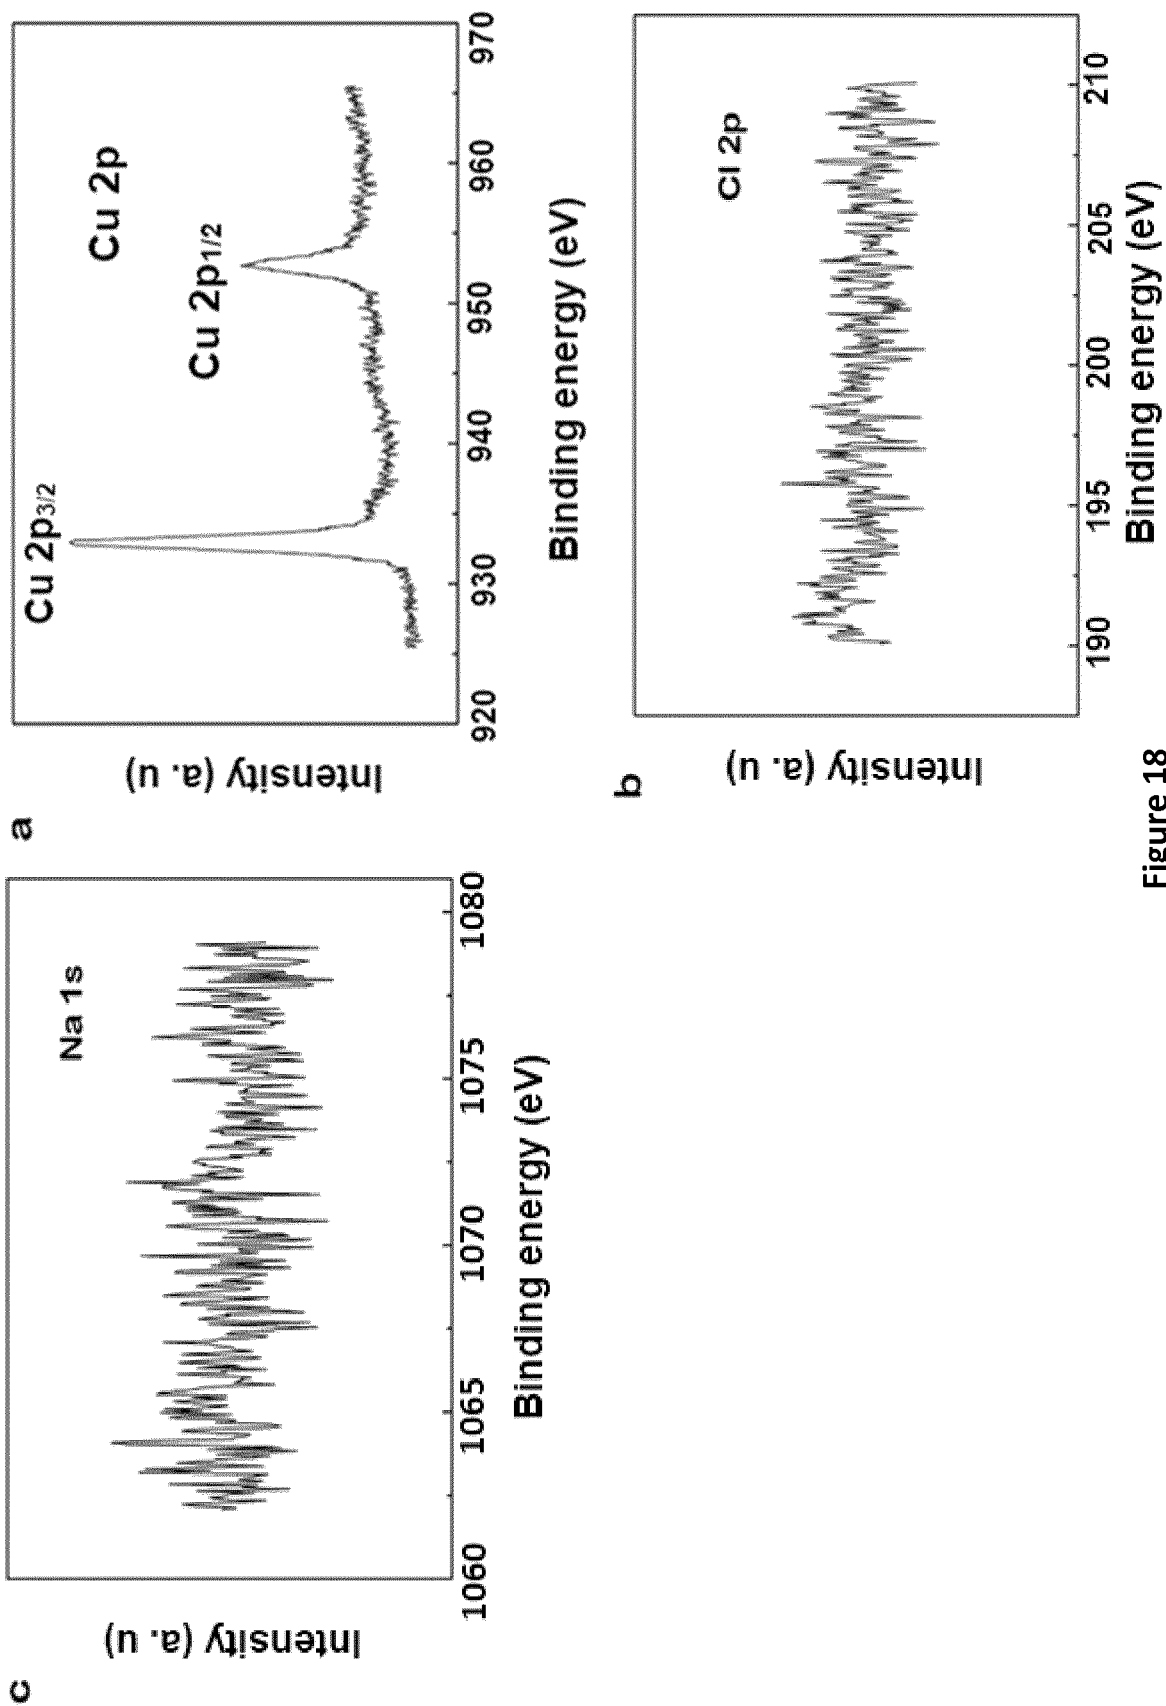 a
Cu 2p3/2
Cu 2p1/2
Cu 2p
Intensity (a. u)
920 930 940 950 960 970
Binding energy (eV)
b
Cl 2p
Intensity (a. u)
190 195 200 205 210
Binding energy (eV)
c
Na 1s
Intensity (a. u)
1060 1065 1070 1075 1080
Binding energy (eV)
Figure 18